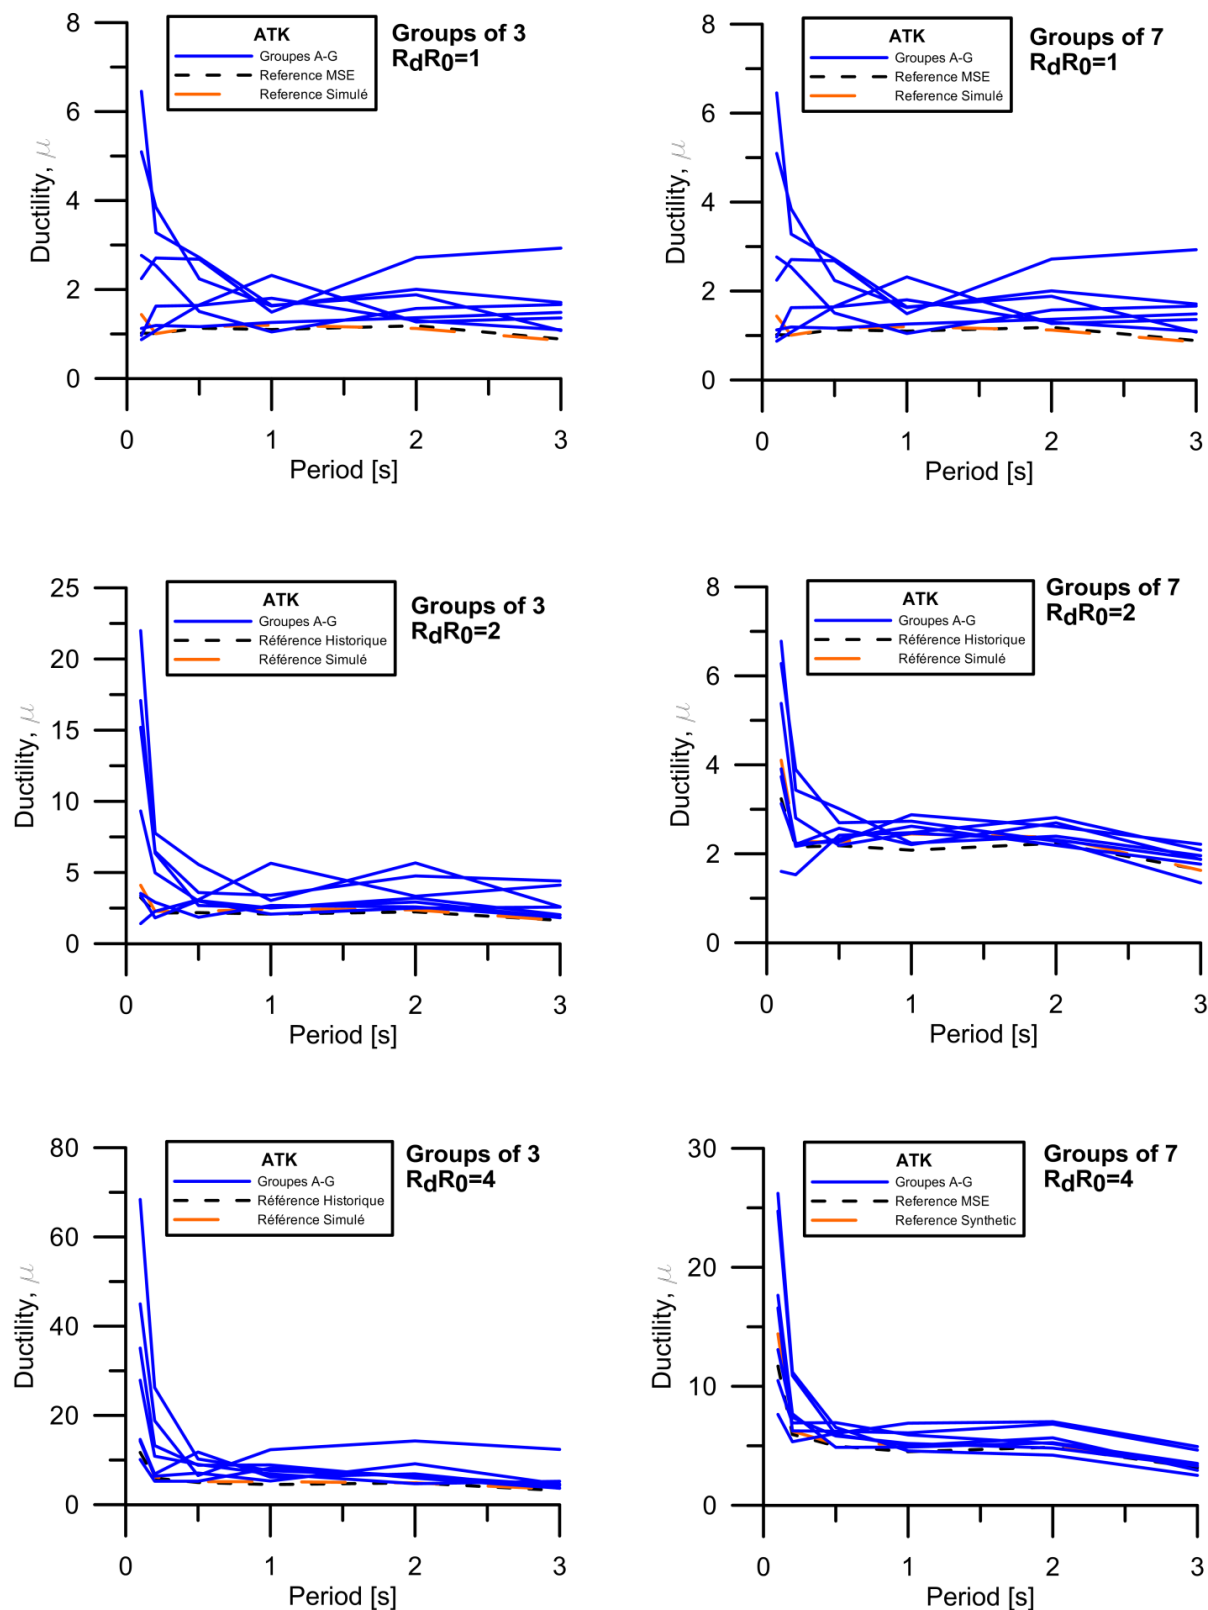 8
6
4
2
0
Ductility, μ
ATK
Groupes A-G
Reference MSE
Reference Simulé
Groups of 3
RdR0=1
0 1 2 3
Period [s]
8
6
4
2
0
Ductility, μ
ATK
Groupes A-G
Reference MSE
Reference Simulé
Groups of 7
RdR0=1
0 1 2 3
Period [s]
25
20
15
10
5
0
Ductility, μ
ATK
Groupes A-G
Référence Historique
Référence Simulé
Groups of 3
RdR0=2
0 1 2 3
Period [s]
8
6
4
2
0
Ductility, μ
ATK
Groupes A-G
Référence Historique
Référence Simulé
Groups of 7
RdR0=2
0 1 2 3
Period [s]
80
60
40
20
0
Ductility, μ
ATK
Groupes A-G
Référence Historique
Référence Simulé
Groups of 3
RdR0=4
0 1 2 3
Period [s]
30
20
10
0
Ductility, μ
ATK
Groupes A-G
Reference MSE
Reference Synthetic
Groups of 7
RdR0=4
0 1 2 3
Period [s]